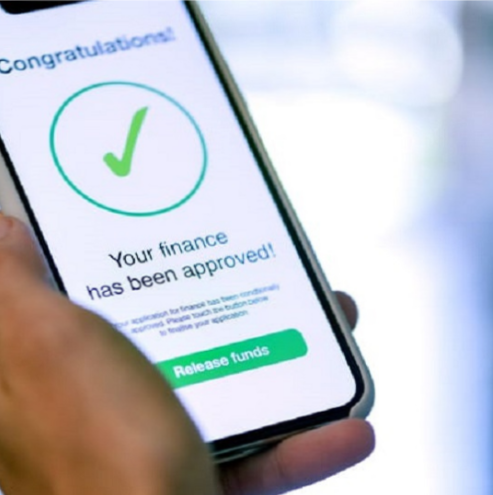 Congratulations!
Your finance
has been approved!
Your application for finance has been conditionally
approved. Please touch the button below
to finalise your application.
Release funds